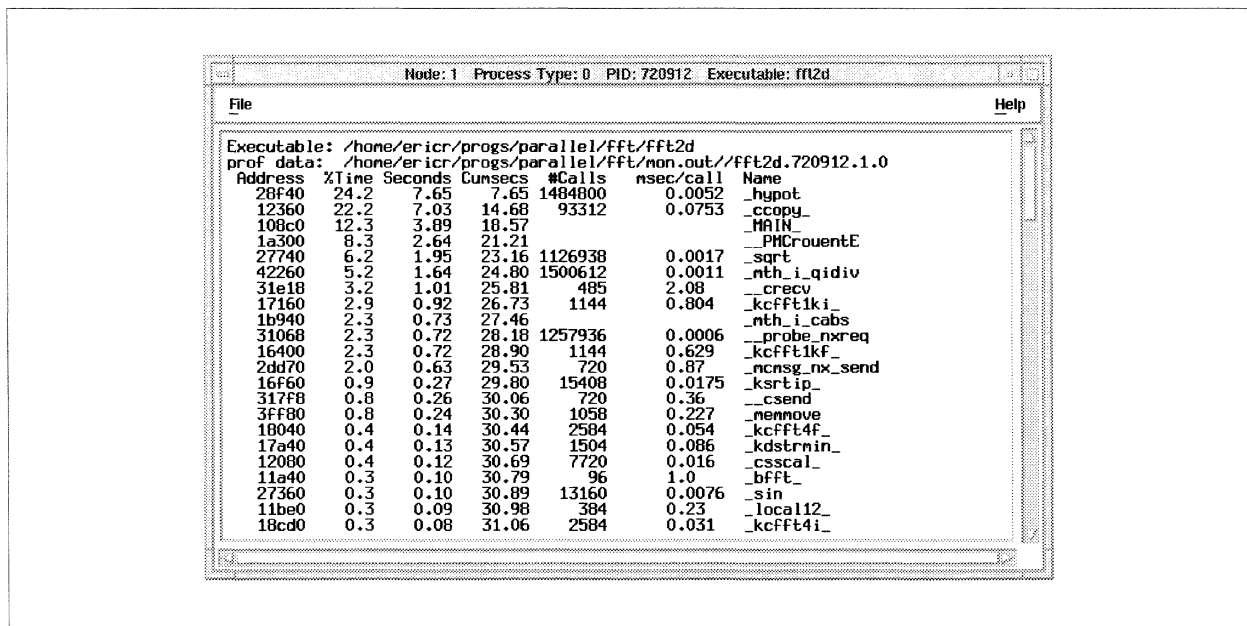 Node: 1 Process Type: 0 PID: 720912 Executable: fft2d
File Help
Executable: /home/ericr/progs/parallel/fft/fft2d
prof data: /home/ericr/progs/parallel/fft/mon.out//fft2d.720912.1.0
Address %Time Seconds Cumsecs #Calls msec/call Name
28f40 24.2 7.65 7.65 1484800 0.0052 _hypot
12360 22.2 7.03 14.68 93312 0.0753 _ccopy_
108c0 12.3 3.89 18.57 _MAIN_
1a300 8.3 2.64 21.21 __PMCrouentE
27740 6.2 1.95 23.16 1126938 0.0017 _sqrt
42260 5.2 1.64 24.80 1500612 0.0011 _mth_i_qidiv
31e18 3.2 1.01 25.81 485 2.08 __crecv
17160 2.9 0.92 26.73 1144 0.804 _kcfft1ki_
1b940 2.3 0.73 27.46 _mth_i_cabs
31068 2.3 0.72 28.18 1257936 0.0006 __probe_nxreq
16400 2.3 0.72 28.90 1144 0.629 _kcfft1kf_
2dd70 2.0 0.63 29.53 720 0.87 _mcmsg_nx_send
16f60 0.9 0.27 29.80 15408 0.0175 _ksrtip_
317f8 0.8 0.26 30.06 720 0.36 __csend
3ff80 0.8 0.24 30.30 1058 0.227 _memmove
18040 0.4 0.14 30.44 2584 0.054 _kcfft4f_
17a40 0.4 0.13 30.57 1504 0.086 _kdstrmin_
12080 0.4 0.12 30.69 7720 0.016 _csscal_
11a40 0.3 0.10 30.79 96 1.0 _bfft_
27360 0.3 0.10 30.89 13160 0.0076 _sin
11be0 0.3 0.09 30.98 384 0.23 _local12_
18cd0 0.3 0.08 31.06 2584 0.031 _kcfft4i_